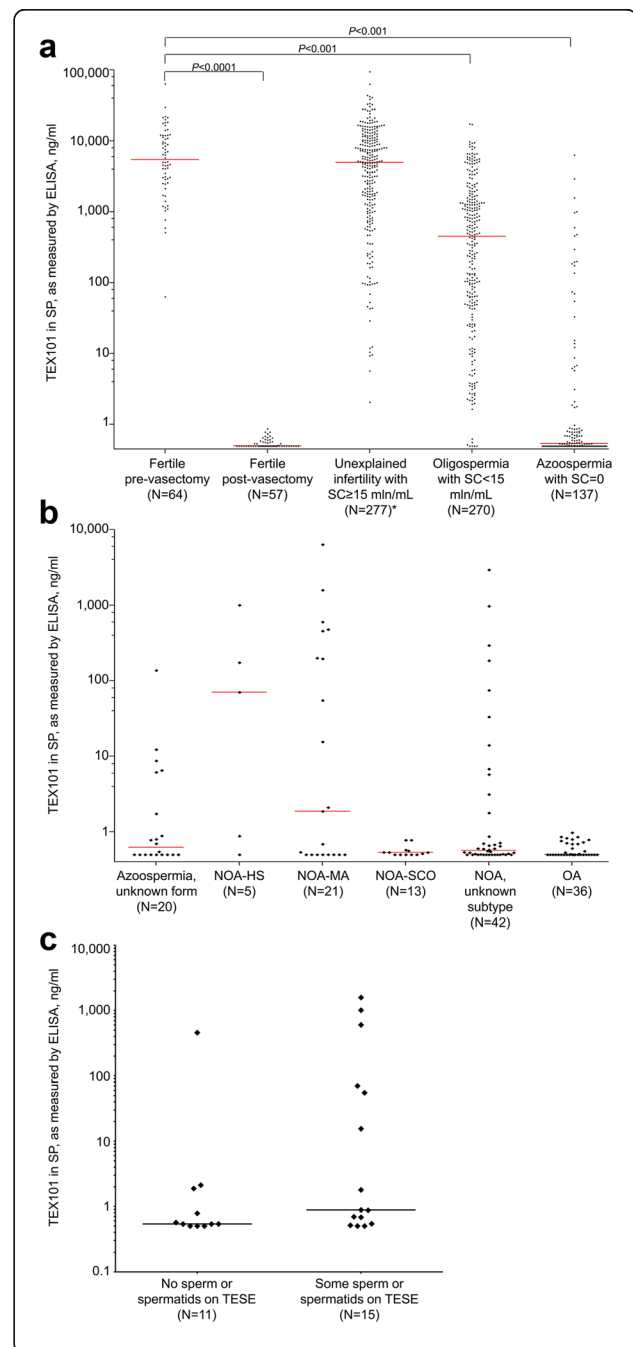 a
P<0.001
P<0.001
P<0.0001
TEX101 in SP, as measured by ELISA, ng/ml
100,000
10,000
1,000
100
10
1
Fertile
pre-vasectomy
(N=64)
Fertile
post-vasectomy
(N=57)
Unexplained
infertility with
SC≥15 mln/mL
(N=277)*
Oligospermia
with SC<15
mln/mL
(N=270)
Azoospermia
with SC=0
(N=137)
b
TEX101 in SP, as measured by ELISA, ng/ml
10,000
1,000
100
10
1
Azoospermia,
unknown form
(N=20)
NOA-HS
(N=5)
NOA-MA
(N=21)
NOA-SCO
(N=13)
NOA,
unknown
subtype
(N=42)
OA
(N=36)
c
TEX101 in SP, as measured by ELISA, ng/ml
10,000
1,000
100
10
1
0.1
No sperm or
spermatids on TESE
(N=11)
Some sperm or
spermatids on TESE
(N=15)